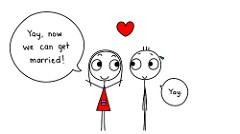 Yay, now
we can get
married!
Yay.